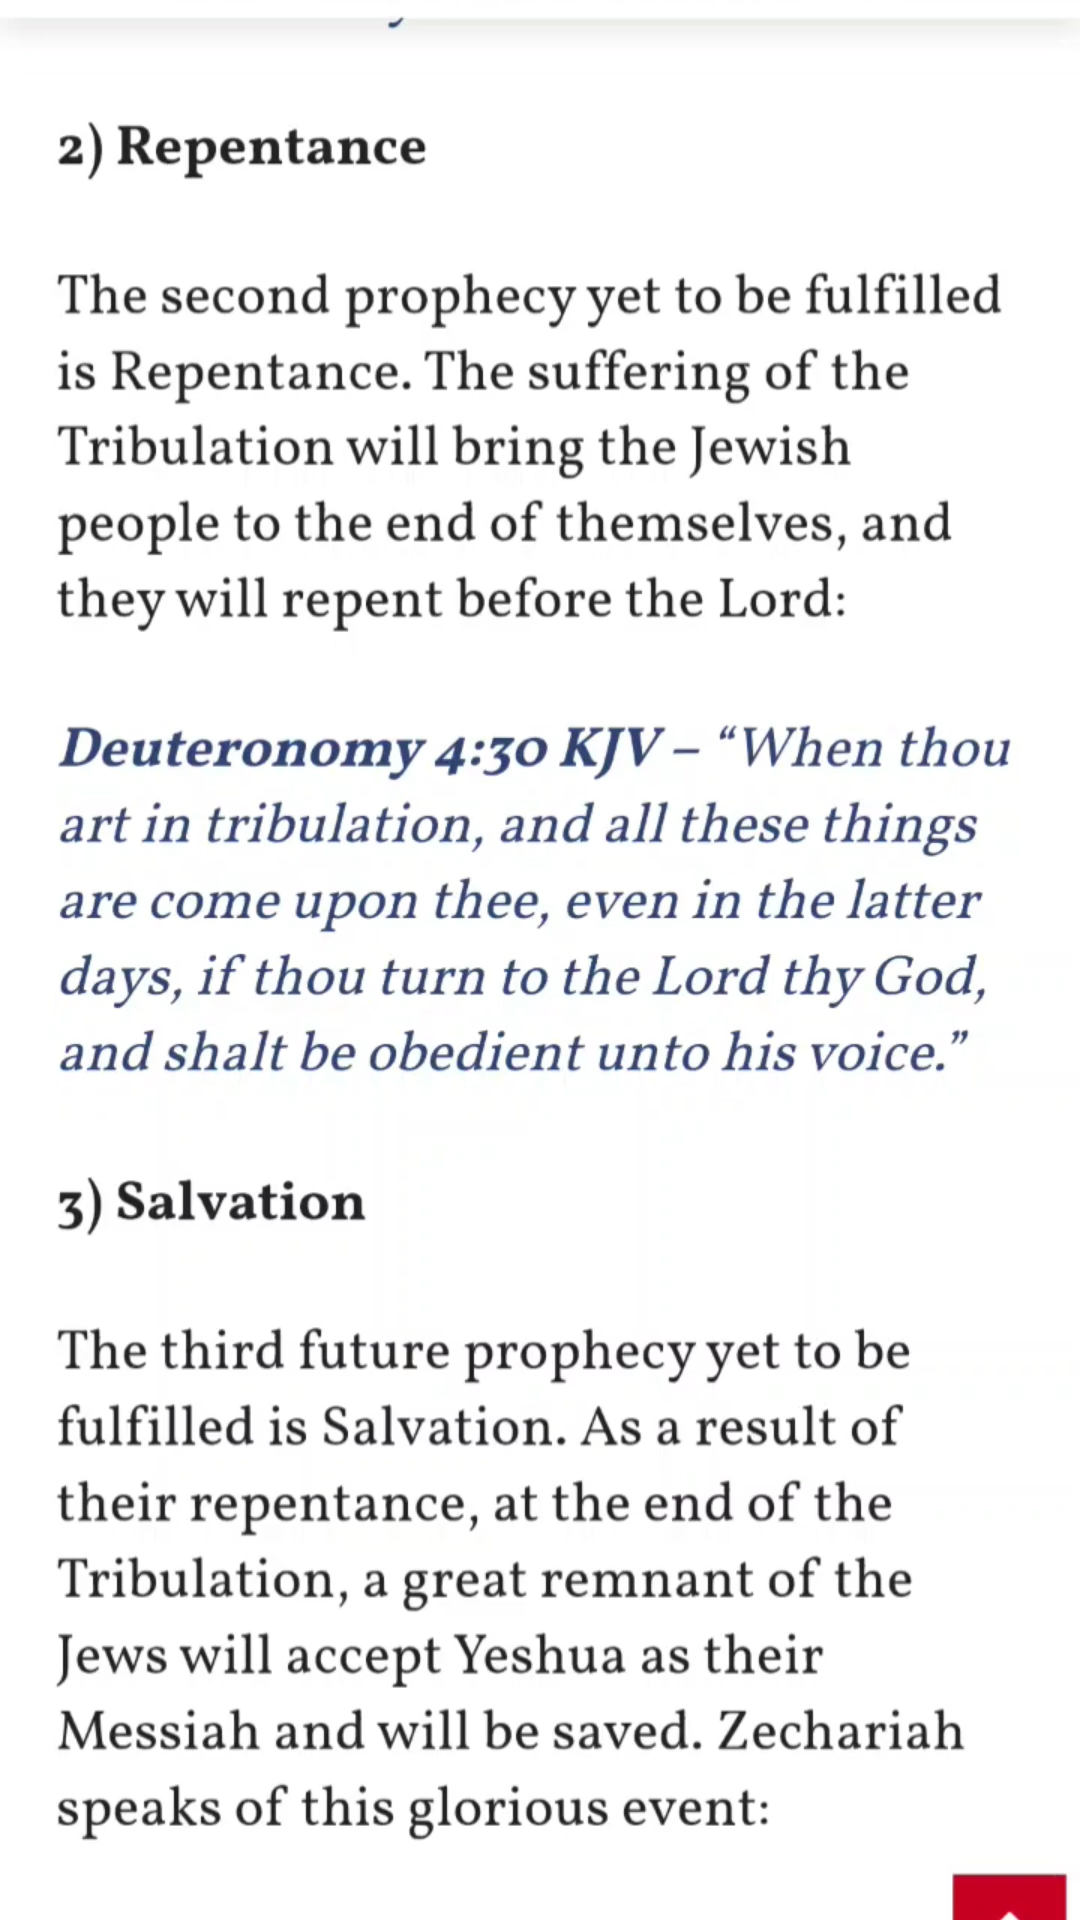 2) Repentance
The second prophecy yet to be fulfilled
is Repentance. The suffering of the
Tribulation will bring the Jewish
people to the end of themselves, and
they will repent before the Lord:
Deuteronomy 4:30 KJV – “When thou
art in tribulation, and all these things
are come upon thee, even in the latter
days, if thou turn to the Lord thy God,
and shalt be obedient unto his voice.”
3) Salvation
The third future prophecy yet to be
fulfilled is Salvation. As a result of
their repentance, at the end of the
Tribulation, a great remnant of the
Jews will accept Yeshua as their
Messiah and will be saved. Zechariah
speaks of this glorious event: